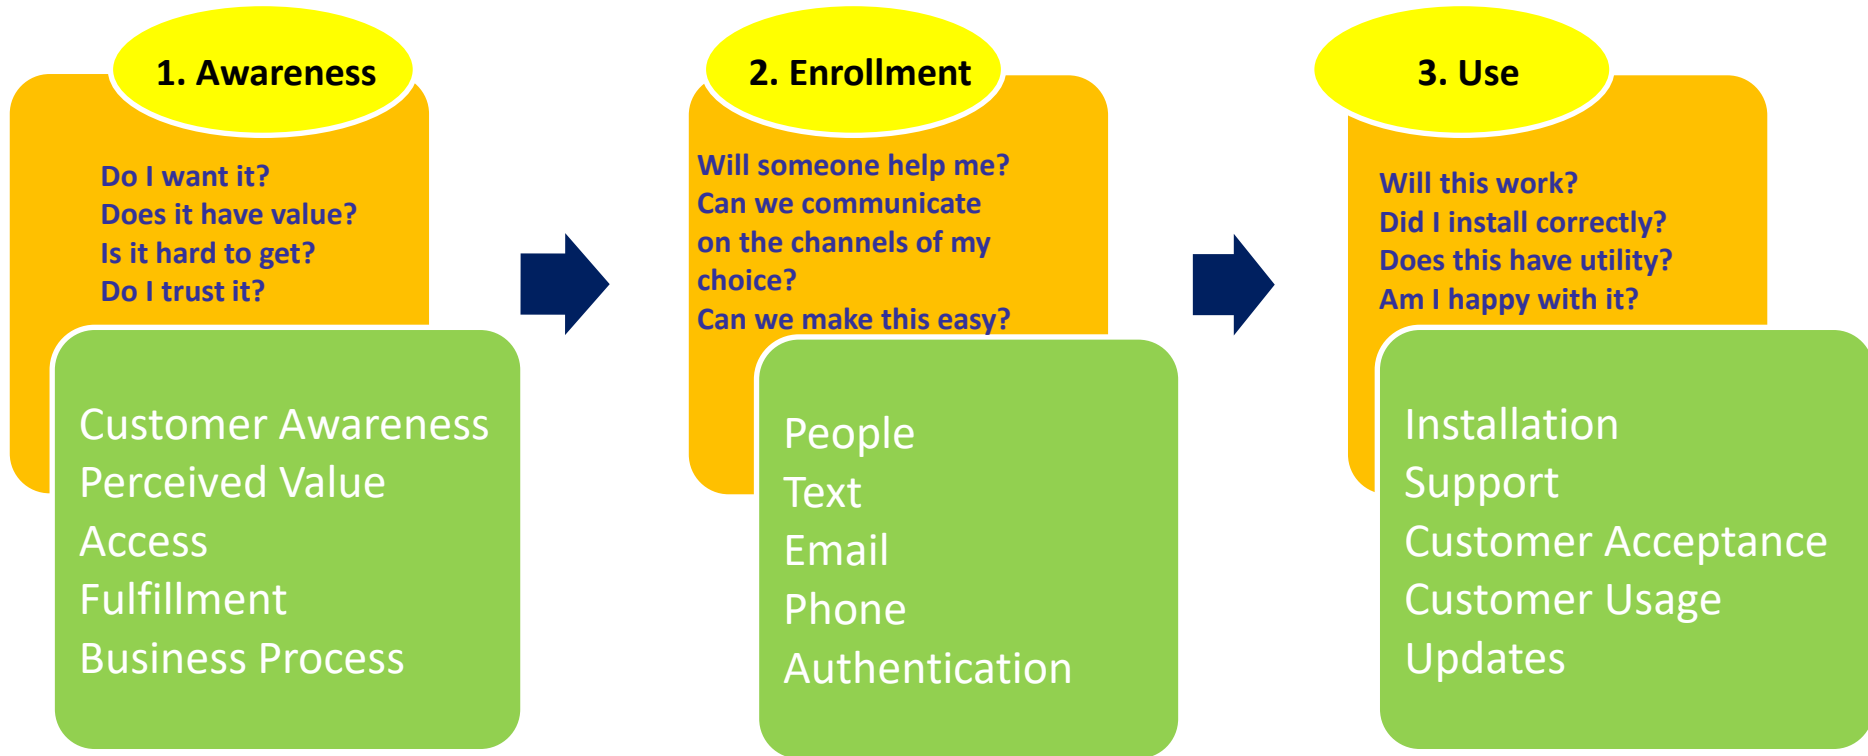 1. Awareness
Do I want it?
Does it have value?
Is it hard to get?
Do I trust it?
Customer Awareness
Perceived Value
Access
Fulfillment
Business Process
2. Enrollment
Will someone help me?
Can we communicate
on the channels of my
choice?
Can we make this easy?
People
Text
Email
Phone
Authentication
3. Use
Will this work?
Did I install correctly?
Does this have utility?
Am I happy with it?
Installation
Support
Customer Acceptance
Customer Usage
Updates